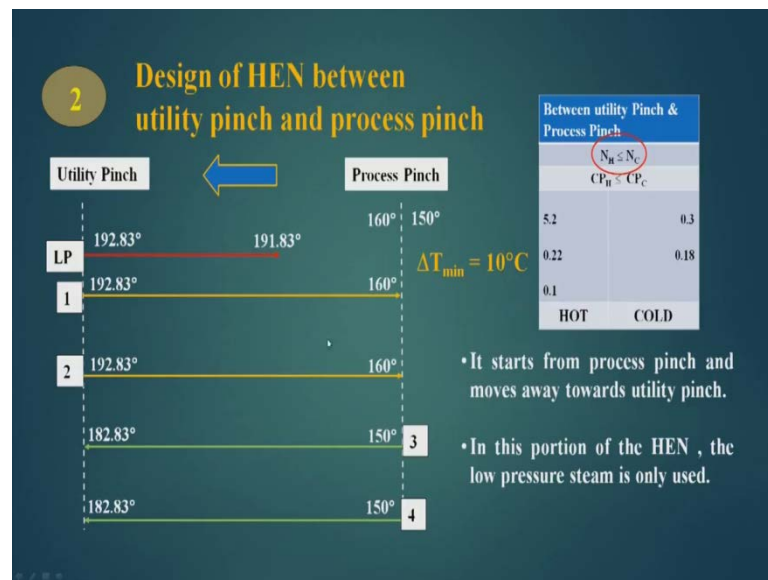 2
Design of HEN between
utility pinch and process pinch
Utility Pinch
Process Pinch
160° 150°
LP
192.83°
191.83°
ΔTmin = 10°C
1
192.83°
160°
2
192.83°
160°
182.83°
150°
3
182.83°
150°
4
Between utility Pinch &
Process Pinch
NH ≤ NC
CPH ≤ CPC
5.2 0.3
0.22 0.18
0.1
HOT COLD
•It starts from process pinch and
moves away towards utility pinch.
•In this portion of the HEN , the
low pressure steam is only used.